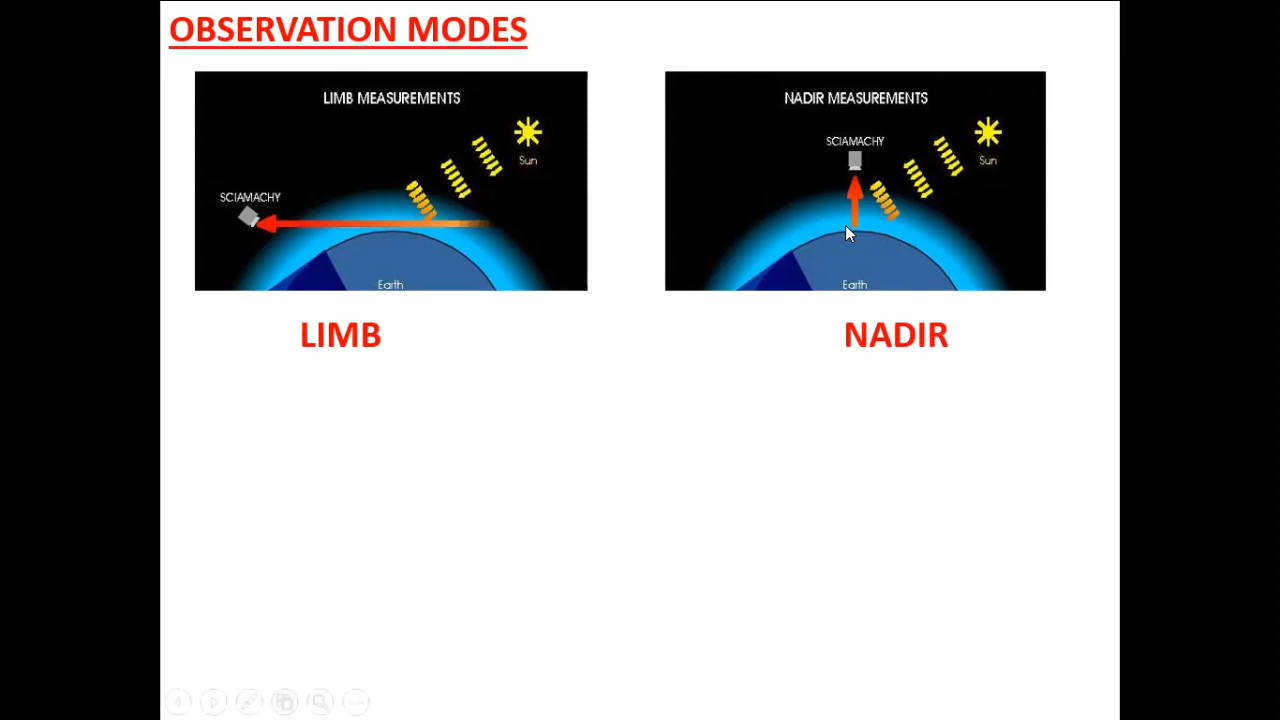 OBSERVATION MODES
LIMB MEASUREMENTS
Sun
SCIAMACHY
Earth
LIMB
NADIR MEASUREMENTS
SCIAMACHY
Sun
Earth
NADIR